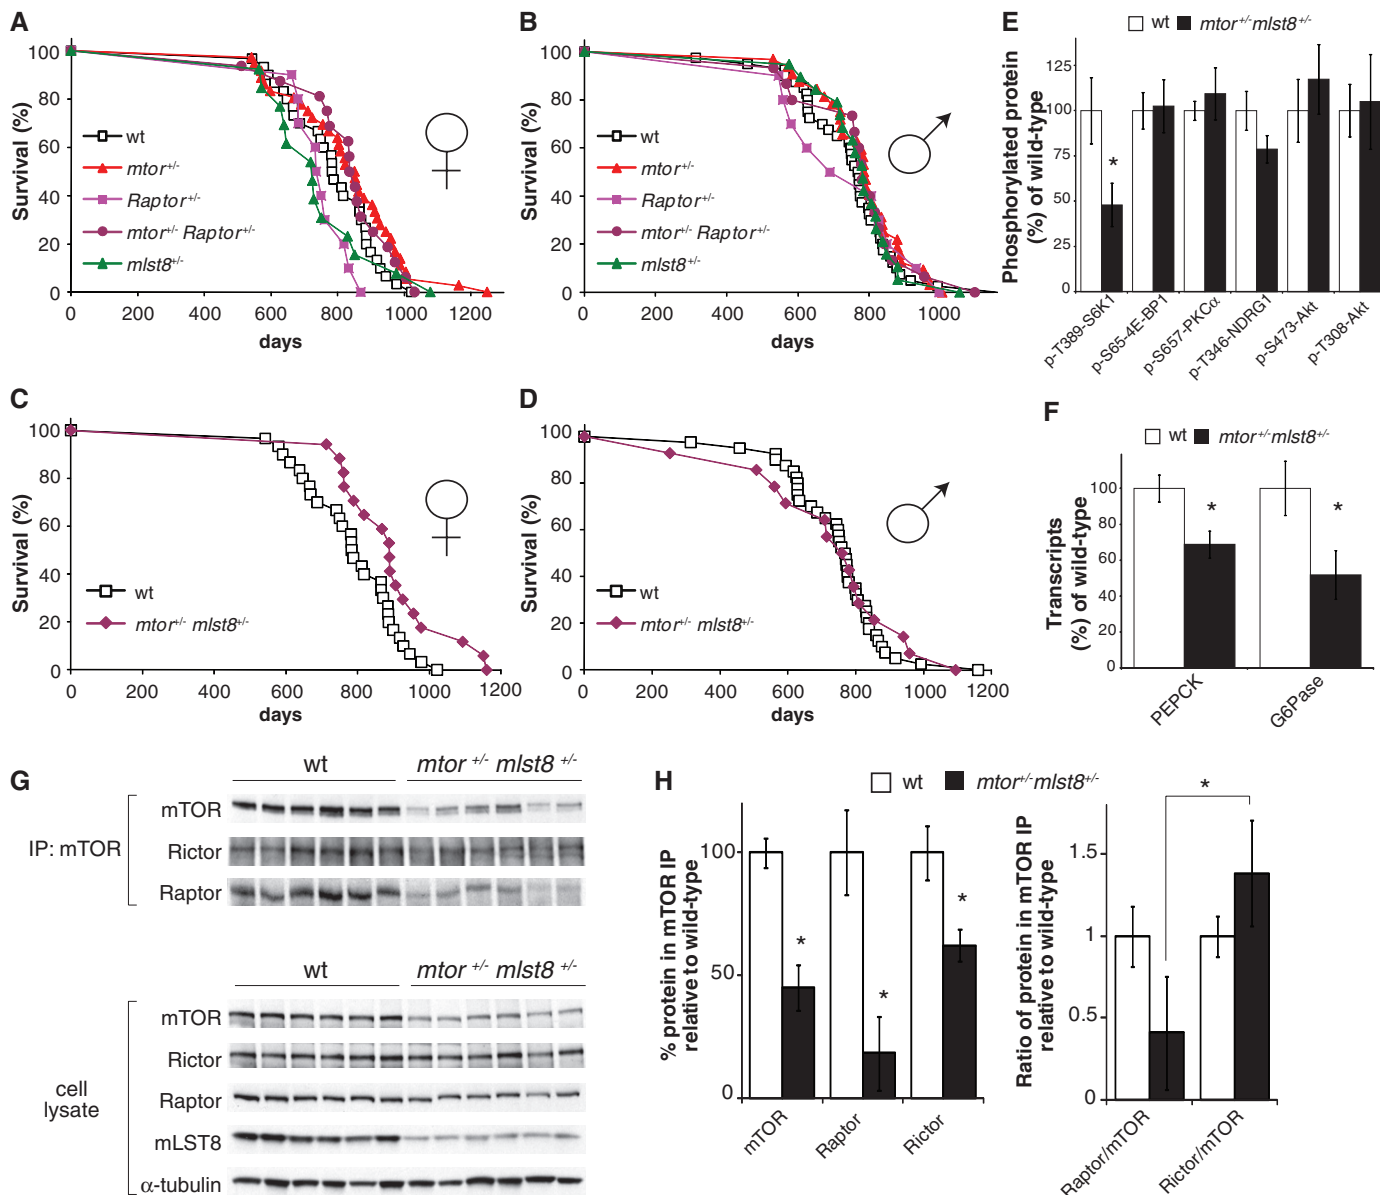 A
Survival (%)
100
80
60
40
20
0
wt
mtor+/-
Raptor+/-
mtor+/- Raptor+/-
mlst8+/-
0 200 400 600 800 1000 1200
days
B
Survival (%)
100
80
60
40
20
0
wt
mtor+/-
Raptor+/-
mtor+/- Raptor+/-
mlst8+/-
0 200 400 600 800 1000
days
E
wt mtor+/-mlst8+/-
Phosphorylated protein
(%) of wild-type
125
100
75
50
25
0
*
p-T389-S6K1
p-S65-4E-BP1
p-S657-PKCα
p-T346-NDRG1
p-S473-Akt
p-T308-Akt
C
Survival (%)
100
80
60
40
20
0
wt
mtor+/- mlst8+/-
0 200 400 600 800 1000 1200
days
D
Survival (%)
100
80
60
40
20
0
wt
mtor+/- mlst8+/-
0 200 400 600 800 1000 1200
days
F
wt mtor+/-mlst8+/-
Transcripts
(%) of wild-type
100
80
60
40
20
0
* *
PEPCK
G6Pase
G
wt mtor +/- mlst8 +/-
IP: mTOR
mTOR
Rictor
Raptor
wt mtor +/- mlst8 +/-
cell
lysate
mTOR
Rictor
Raptor
mLST8
α-tubulin
H
wt mtor+/-mlst8+/-
% protein in mTOR IP
relative to wild-type
100
50
0
* * *
mTOR
Raptor
Rictor
Ratio of protein in mTOR IP
relative to wild-type
1.5
1
0.5
0
*
Raptor/mTOR
Rictor/mTOR